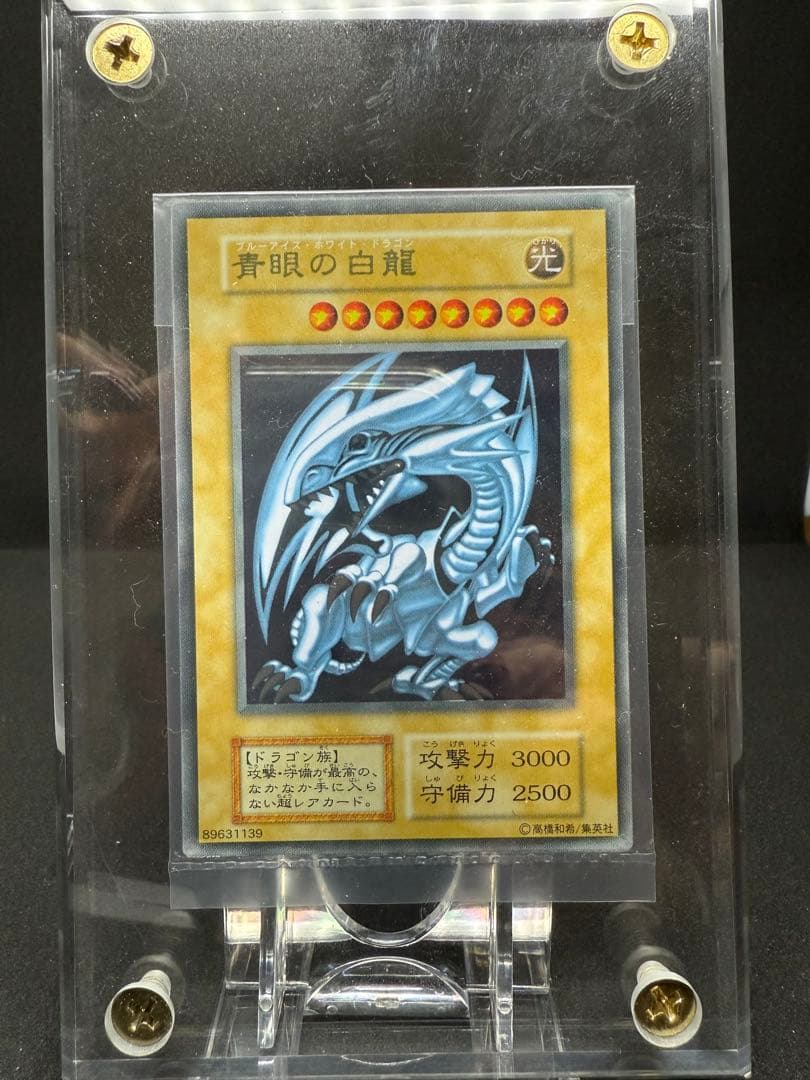 ブルーアイズ・ホワイト・ドラゴン
青眼の白龍
ひかり
光
【ドラゴン族】
攻撃・守備が最高の、
なかなか手に入ら
ない超レアカード。
こう げき りょく
攻撃力 3000
しゅ び りょく
守備力 2500
89631139
©高橋和希/集英社